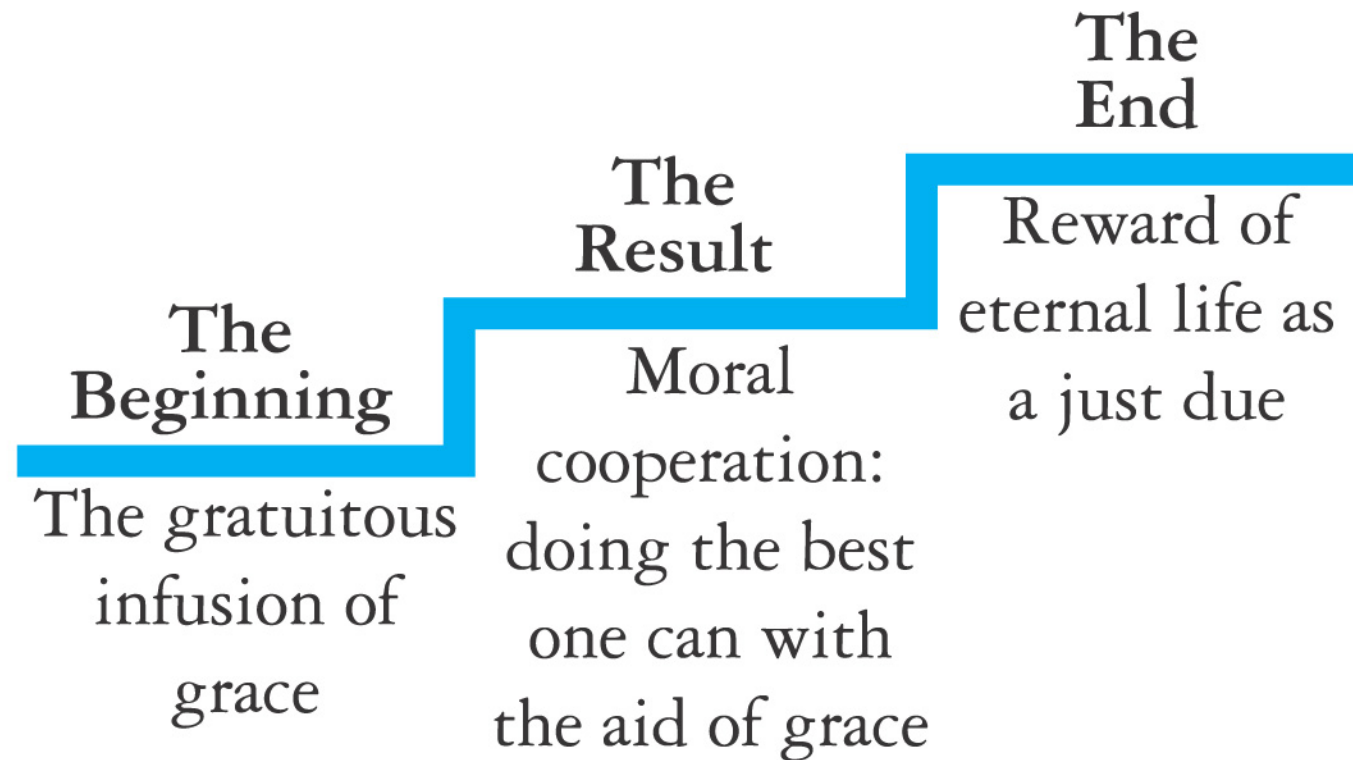 The
Beginning
The gratuitous
infusion of
grace
The
Result
Moral
cooperation:
doing the best
one can with
the aid of grace
The
End
Reward of
eternal life as
a just due